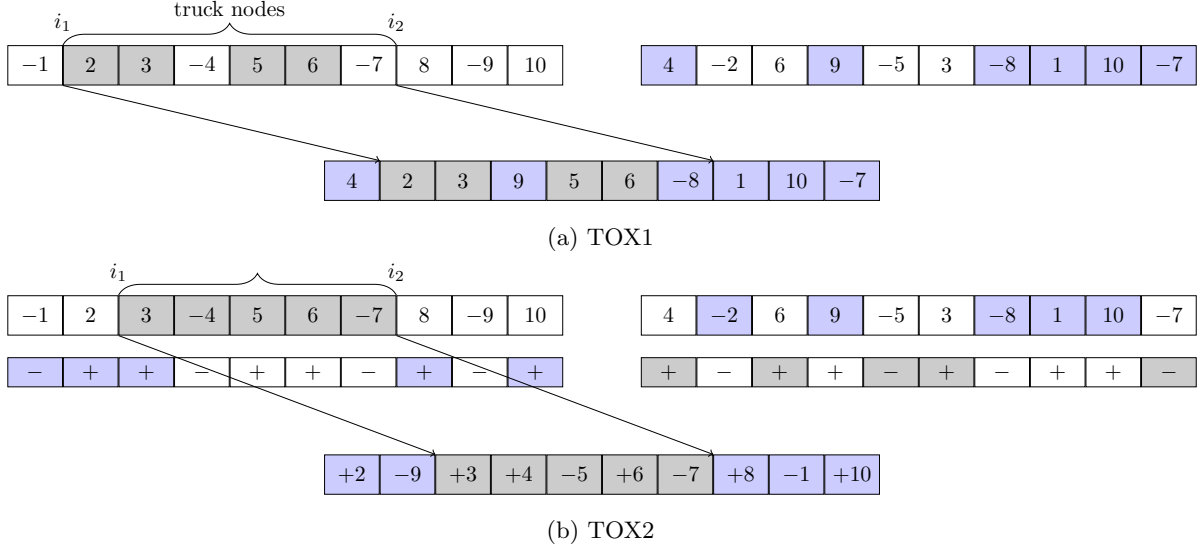 i1 truck nodes i2
−1 2 3 −4 5 6 −7 8 −9 10 4 −2 6 9 −5 3 −8 1 10 −7
4 2 3 9 5 6 −8 1 10 −7
(a) TOX1
i1 i2
−1 2 3 −4 5 6 −7 8 −9 10 4 −2 6 9 −5 3 −8 1 10 −7
− + + − + + − + − + + − + + − + − + + −
+2 −9 +3 +4 −5 +6 −7 +8 −1 +10
(b) TOX2